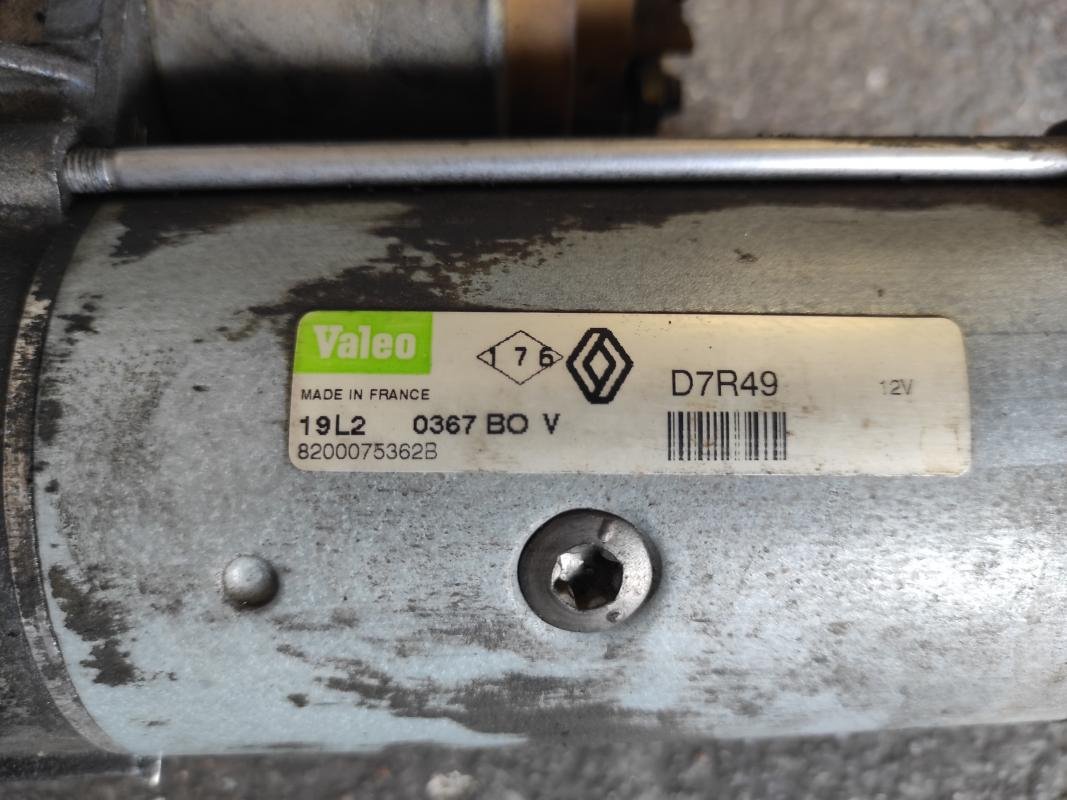 Valeo
176
D7R49
12V
MADE IN FRANCE
19L2 0367 BO V
8200075362B